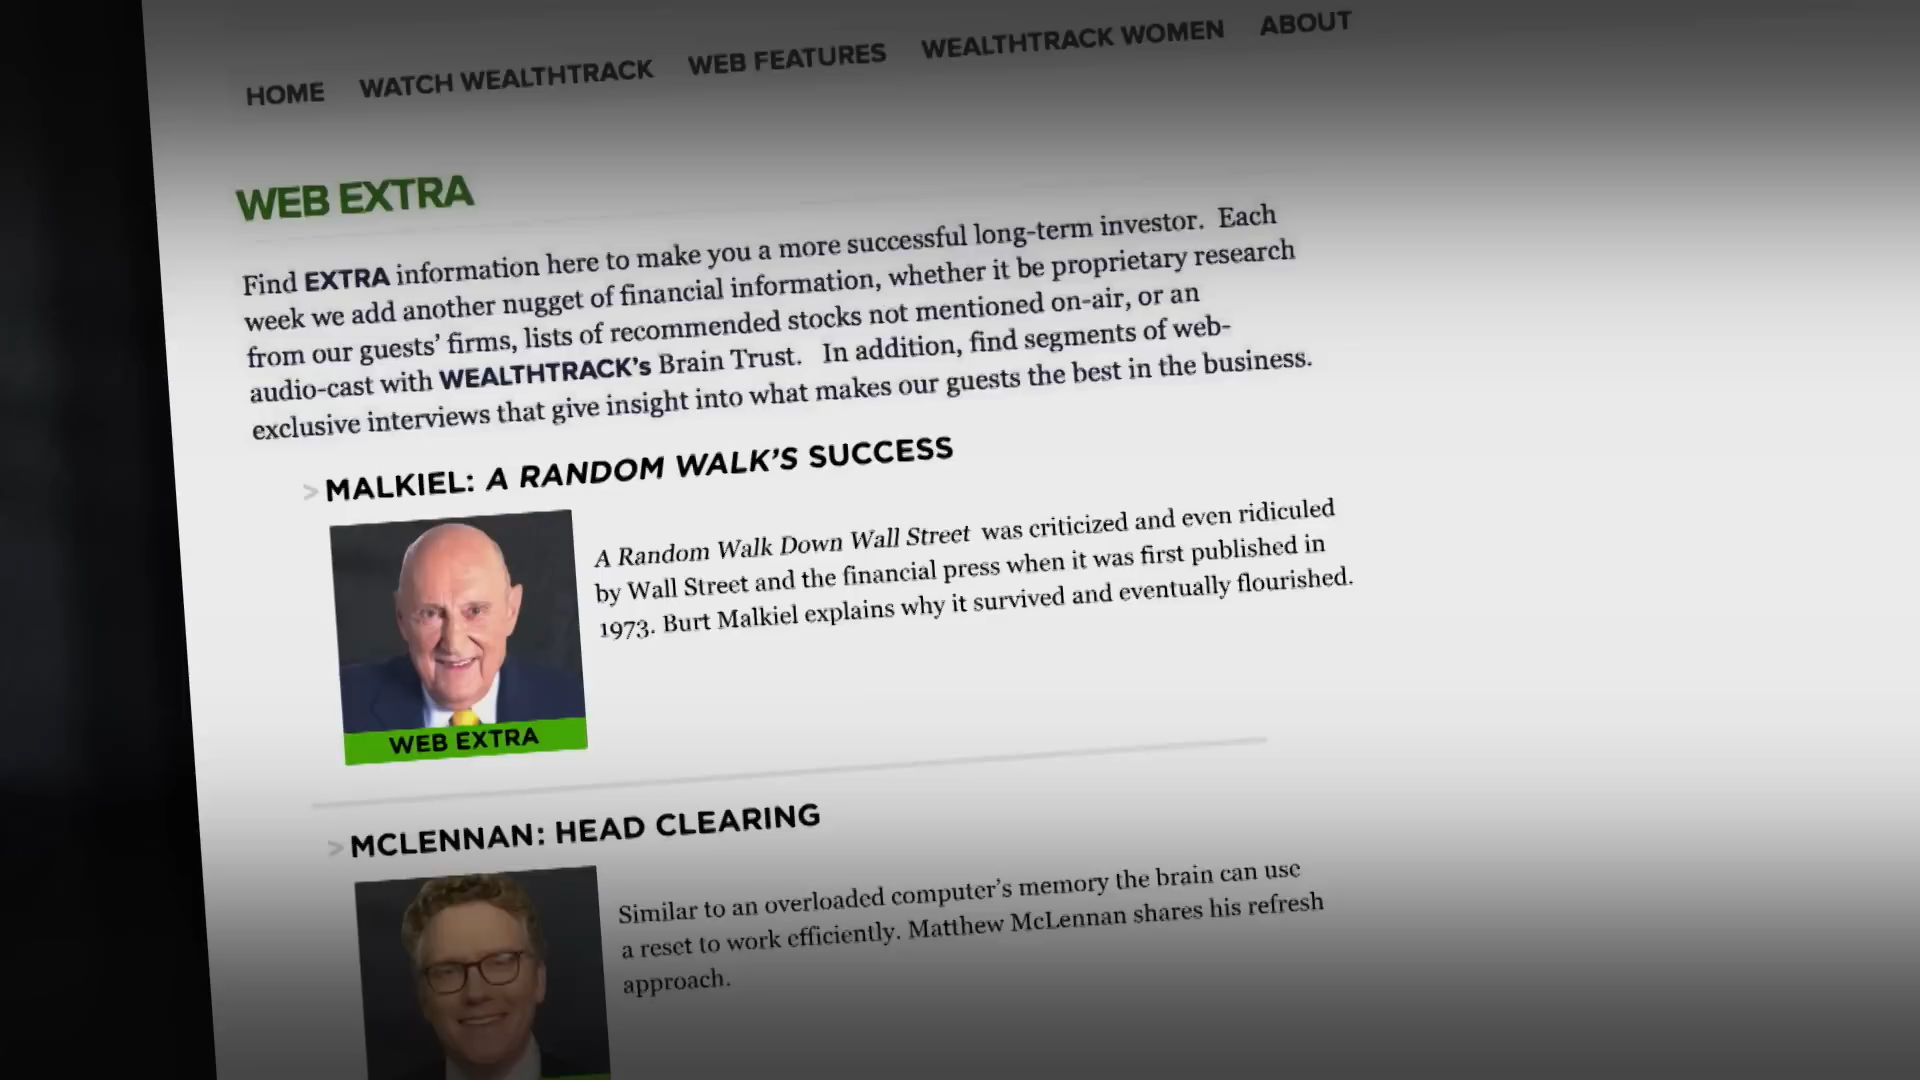 HOME WATCH WEALTHTRACK WEB FEATURES WEALTHTRACK WOMEN ABOUT
WEB EXTRA
Find EXTRA information here to make you a more successful long-term investor. Each
week we add another nugget of financial information, whether it be proprietary research
from our guests' firms, lists of recommended stocks not mentioned on-air, or an
audio-cast with WEALTHTRACK's Brain Trust. In addition, find segments of web-
exclusive interviews that give insight into what makes our guests the best in the business.
> MALKIEL: A RANDOM WALK'S SUCCESS
A Random Walk Down Wall Street was criticized and even ridiculed
by Wall Street and the financial press when it was first published in
1973. Burt Malkiel explains why it survived and eventually flourished.
WEB EXTRA
> MCLENNAN: HEAD CLEARING
Similar to an overloaded computer's memory the brain can use
a reset to work efficiently. Matthew McLennan shares his refresh
approach.